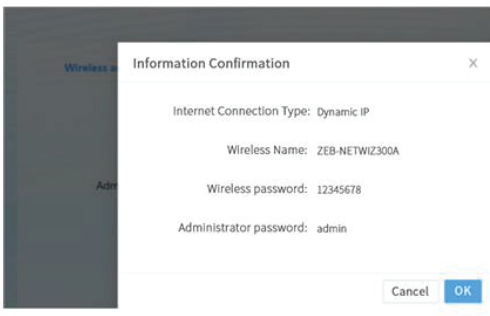 Wireless a
Information Confirmation
Internet Connection Type: Dynamic IP
Wireless Name: ZEB-NETWIZ300A
Adm
Wireless password: 12345678
Administrator password: admin
Cancel OK